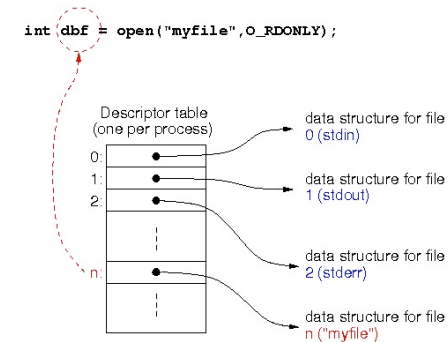 int dbf = open("myfile",O_RDONLY);
Descriptor table
(one per process)
0:
1:
2:
n:
data structure for file
0 (stdin)
data structure for file
1 (stdout)
data structure for file
2 (stderr)
data structure for file
n ("myfile")